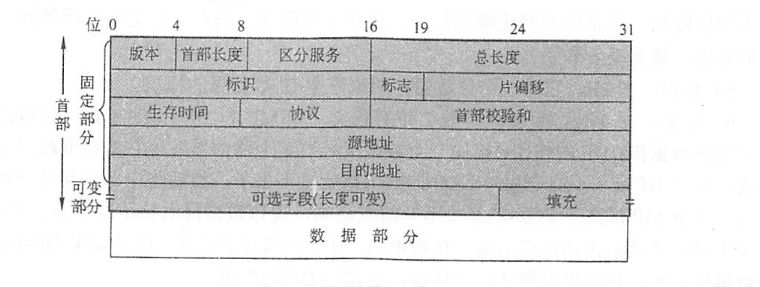 位 0 4 8 16 19 24 31
版本 首部长度 区分服务 总长度
标识 标志 片偏移
生存时间 协议 首部校验和
源地址
目的地址
可选字段(长度可变) 填充
数据部分
首部
固定部分
可变部分